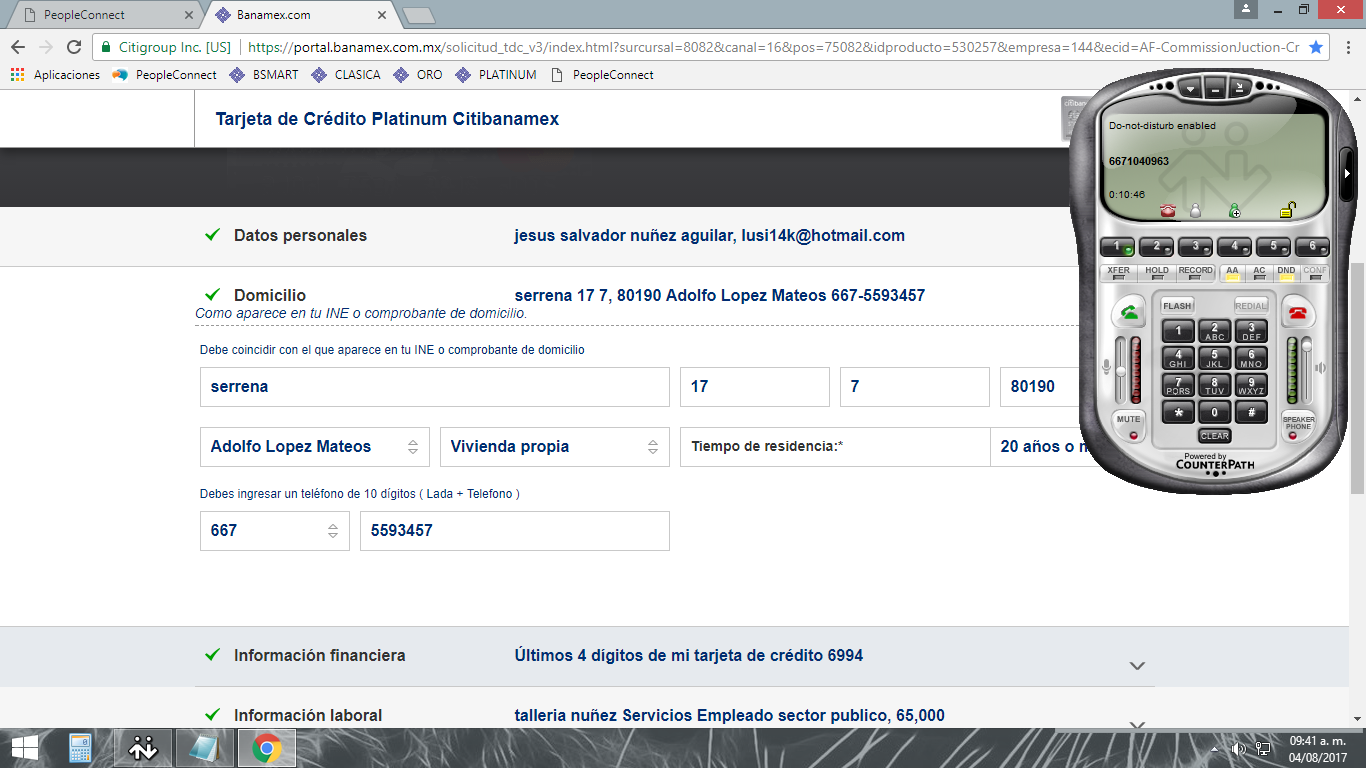 PeopleConnect
Banamex.com
Citigroup Inc. [US] https://portal.banamex.com.mx/solicitud_tdc_v3/index.html?surcursal=8082&canal=16&pos=75082&idproducto=530257&empresa=144&ecid=AF-CommissionJuction-Cr
Aplicaciones PeopleConnect BSMART CLASICA ORO PLATINUM PeopleConnect
Tarjeta de Crédito Platinum Citibanamex
Datos personales jesus salvador nuñez aguilar, lusi14k@hotmail.com
Domicilio serrena 17 7, 80190 Adolfo Lopez Mateos 667-5593457
Como aparece en tu INE o comprobante de domicilio.
Debe coincidir con el que aparece en tu INE o comprobante de domicilio
serrena 17 7 80190
Adolfo Lopez Mateos Vivienda propia Tiempo de residencia:* 20 años o
Debes ingresar un teléfono de 10 dígitos ( Lada + Telefono )
667 5593457
Información financiera Últimos 4 dígitos de mi tarjeta de crédito 6994
Información laboral talleria nuñez Servicios Empleado sector publico, 65,000
Do-not-disturb enabled
6671040963
0:10:46
1 2 3 4 5 6
XFER HOLD RECORD AA AC DND CONF
FLASH REDIAL
1 2 ABC 3 DEF
4 GHI 5 JKL 6 MNO
7 PQRS 8 TUV 9 WXYZ
* 0 #
MUTE SPEAKER PHONE
CLEAR
Powered by
COUNTERPATH
09:41 a. m.
04/08/2017